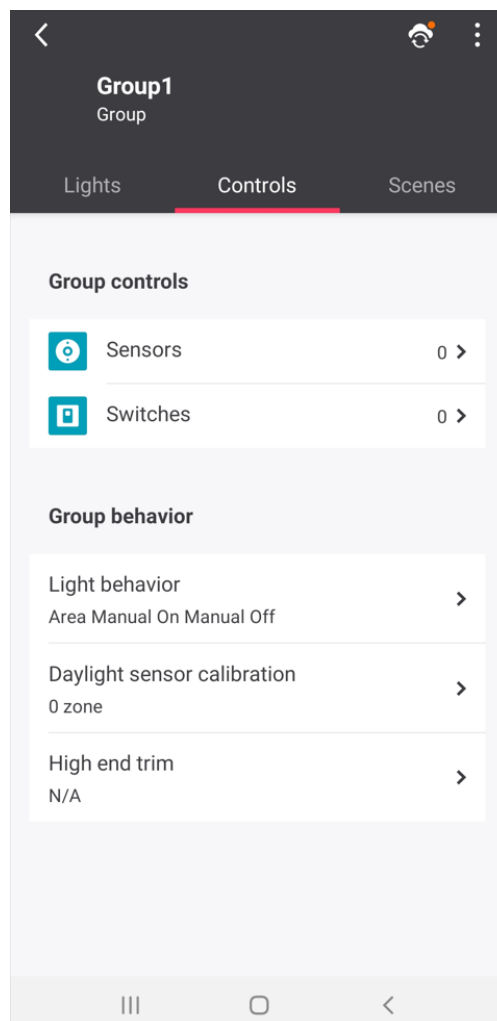 Group1
Group
Lights Controls Scenes
Group controls
Sensors 0
Switches 0
Group behavior
Light behavior
Area Manual On Manual Off
Daylight sensor calibration
0 zone
High end trim
N/A